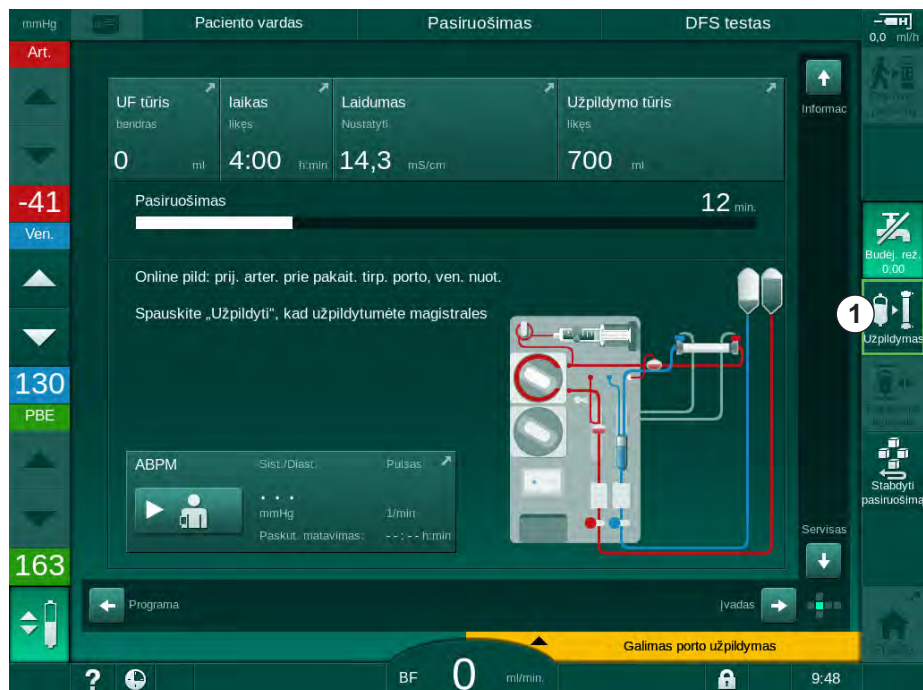 mmHg
Paciento vardas
Pasiruošimas
DFS testas
0,0 ml/h
Art.
-41
Ven.
130
PBE
163
UF tūris
bendras
0 ml
laikas
likęs
4:00 h:min
Laidumas
Nustatyti
14,3 mS/cm
Užpildymo tūris
likęs
700 ml
Informac
Pasiruošimas
12 min.
Online pild: prij. arter. prie pakait. tirp. porto, ven. nuot.
Spauskite „Užpildyti“, kad užpildytumėte magistrales
ABPM
Sist./Diast.
Pulsas
. . .
mmHg
1/min
Paskut. matavimas:
--:-- h:min
Budėj. rež.
0:00
1
Užpildymas
Stabdyti
pasiruošima
Servisas
Programa
Įvadas
Galimas porto užpildymas
?
BF 0 ml/min.
9:48